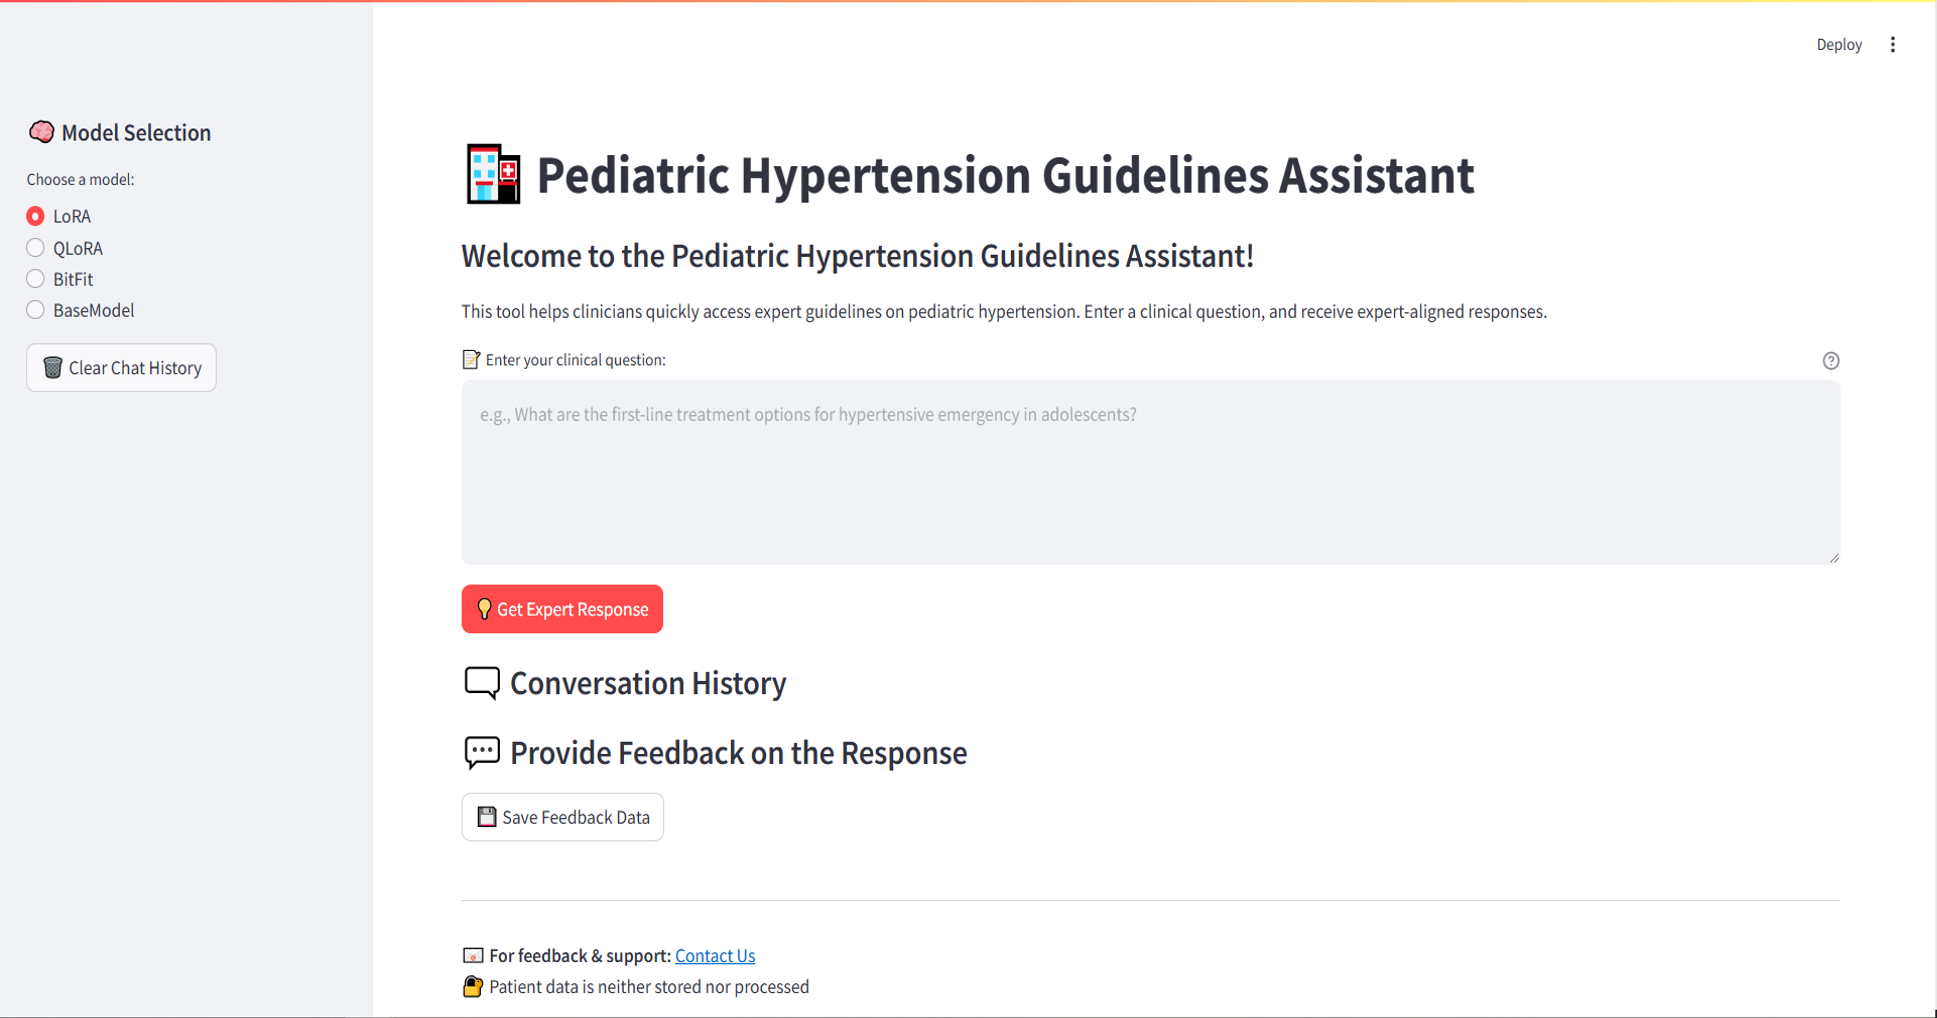 Deploy
Model Selection
Choose a model:
LoRA
QLoRA
BitFit
BaseModel
Clear Chat History
Pediatric Hypertension Guidelines Assistant
Welcome to the Pediatric Hypertension Guidelines Assistant!
This tool helps clinicians quickly access expert guidelines on pediatric hypertension. Enter a clinical question, and receive expert-aligned responses.
Enter your clinical question:
e.g., What are the first-line treatment options for hypertensive emergency in adolescents?
Get Expert Response
Conversation History
Provide Feedback on the Response
Save Feedback Data
For feedback & support: Contact Us
Patient data is neither stored nor processed